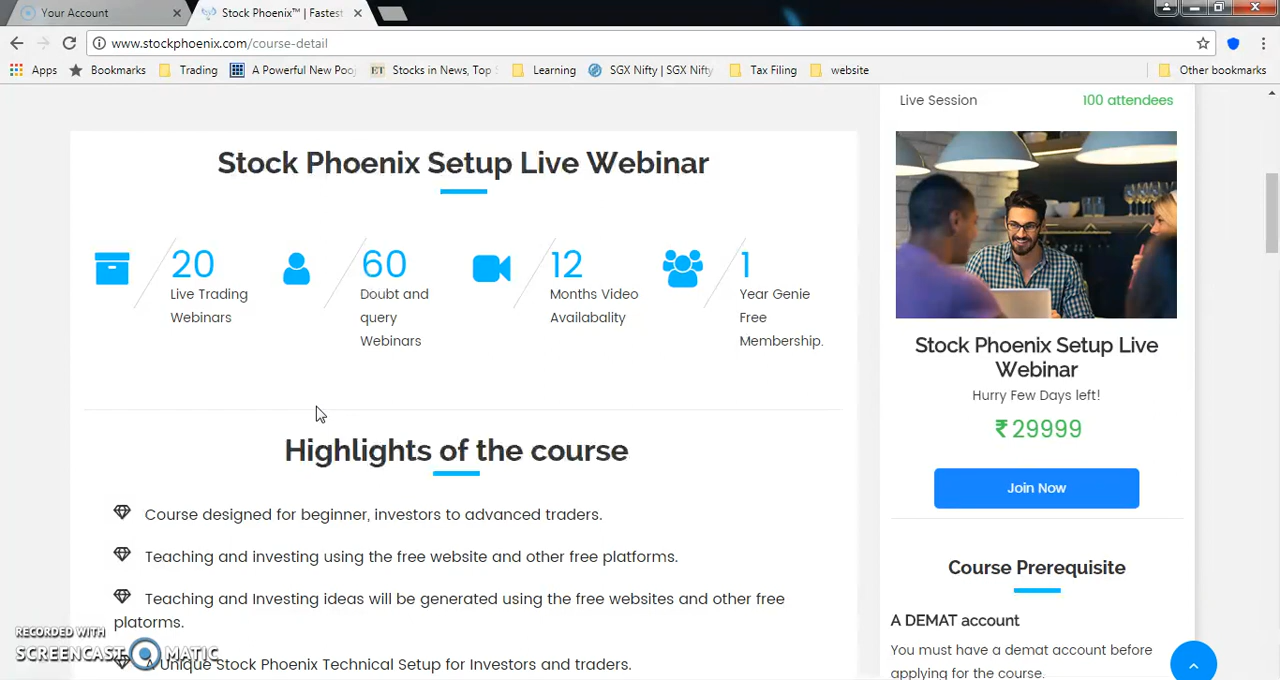 Your Account
Stock Phoenix™ | Fastest
www.stockphoenix.com/course-detail
Apps Bookmarks Trading A Powerful New Poo Stocks in News, Top Learning SGX Nifty | SGX Nifty Tax Filing website Other bookmarks
Live Session 100 attendees
Stock Phoenix Setup Live Webinar
20
Live Trading
Webinars
60
Doubt and
query
Webinars
12
Months Video
Availabality
1
Year Genie
Free
Membership.
Stock Phoenix Setup Live
Webinar
Hurry Few Days left!
₹ 29999
Join Now
Highlights of the course
Course designed for beginner, investors to advanced traders.
Teaching and investing using the free website and other free platforms.
Teaching and Investing ideas will be generated using the free websites and other free
platorms.
A Unique Stock Phoenix Technical Setup for Investors and traders.
Course Prerequisite
A DEMAT account
You must have a demat account before
applying for the course.
RECORDED WITH
SCREENCAST MATIC